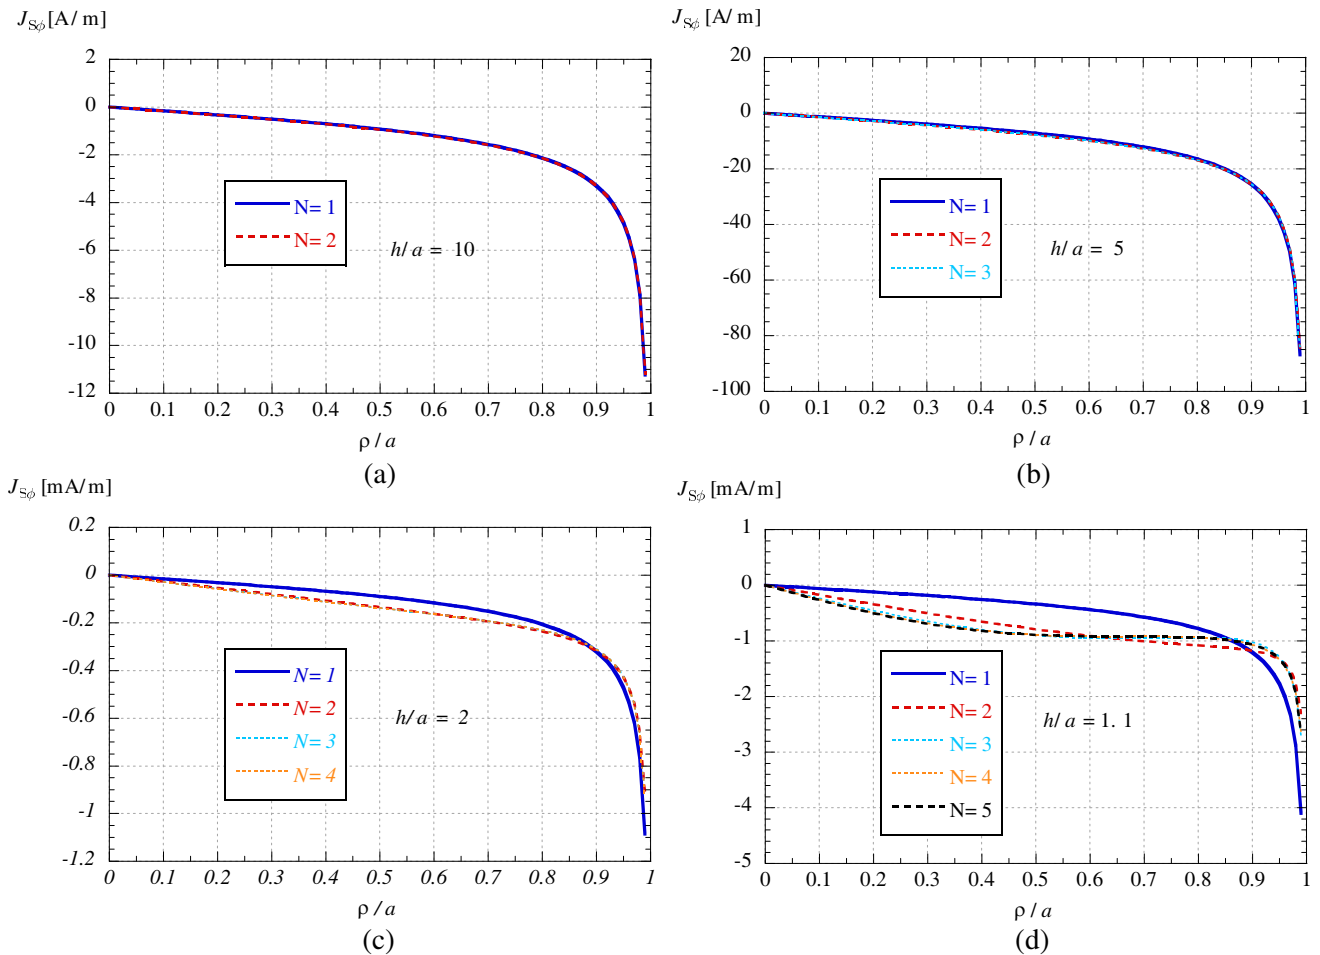 J_Sϕ [A/ m]
2
0
-2
-4
-6
-8
-10
-12
N= 1
N= 2
h/ a = 10
0 0.1 0.2 0.3 0.4 0.5 0.6 0.7 0.8 0.9 1
ρ / a
(a)
J_Sϕ [A/ m]
20
0
-20
-40
-60
-80
-100
N= 1
N= 2
N= 3
h/ a = 5
0 0.1 0.2 0.3 0.4 0.5 0.6 0.7 0.8 0.9 1
ρ / a
(b)
J_Sϕ [mA/ m]
0.2
0
-0.2
-0.4
-0.6
-0.8
-1
-1.2
N= 1
N= 2
N= 3
N= 4
h/ a = 2
0 0.1 0.2 0.3 0.4 0.5 0.6 0.7 0.8 0.9 1
ρ / a
(c)
J_Sϕ [mA/ m]
1
0
-1
-2
-3
-4
-5
N= 1
N= 2
N= 3
N= 4
N= 5
h/ a = 1. 1
0 0.1 0.2 0.3 0.4 0.5 0.6 0.7 0.8 0.9 1
ρ / a
(d)